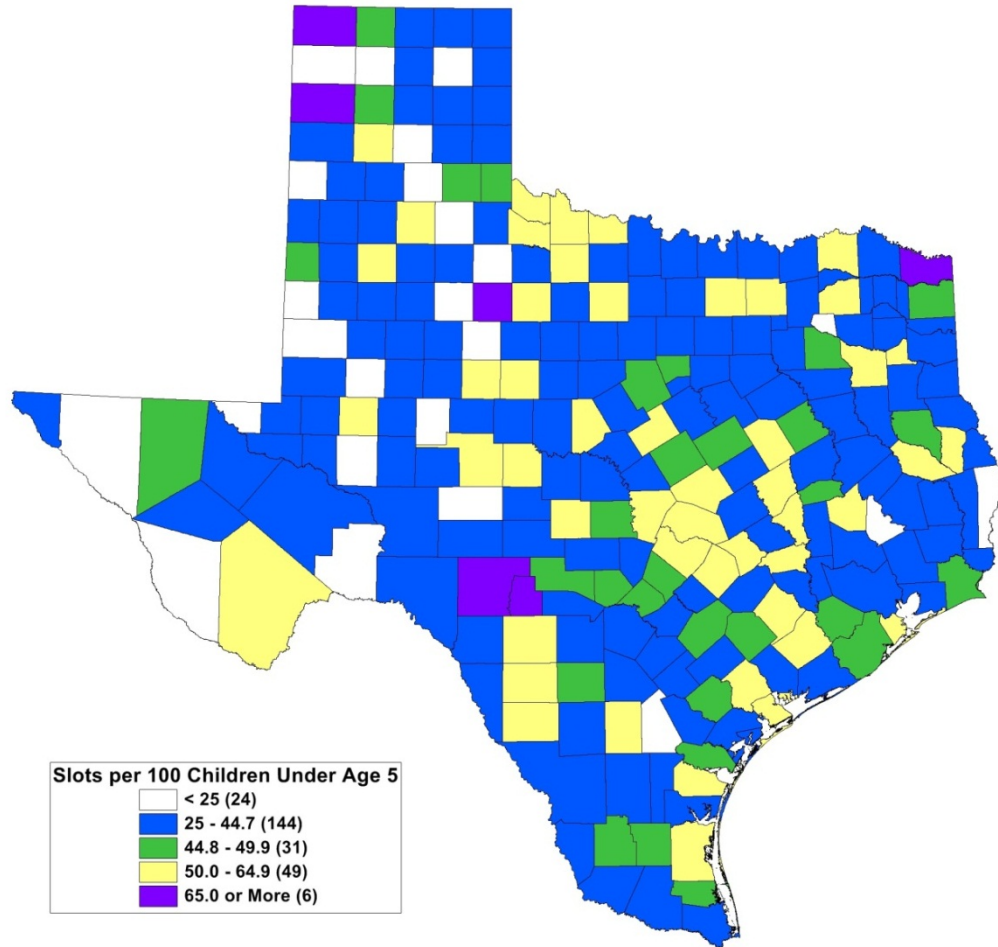 Slots per 100 Children Under Age 5
< 25 (24)
25 - 44.7 (144)
44.8 - 49.9 (31)
50.0 - 64.9 (49)
65.0 or More (6)